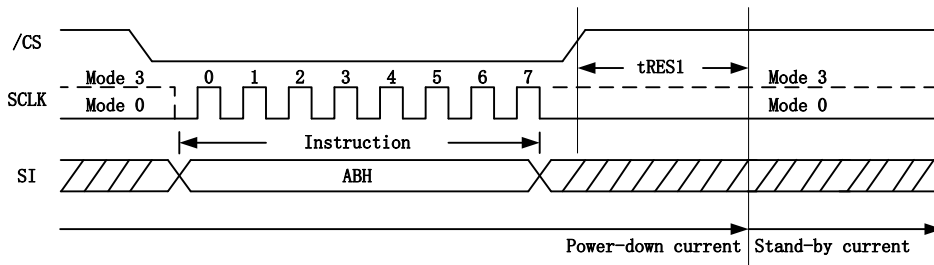 /CS
Mode 3 0 1 2 3 4 5 6 7 tRES1 Mode 3
SCLK
Mode 0 Mode 0
Instruction
SI ABH
Power-down current Stand-by current